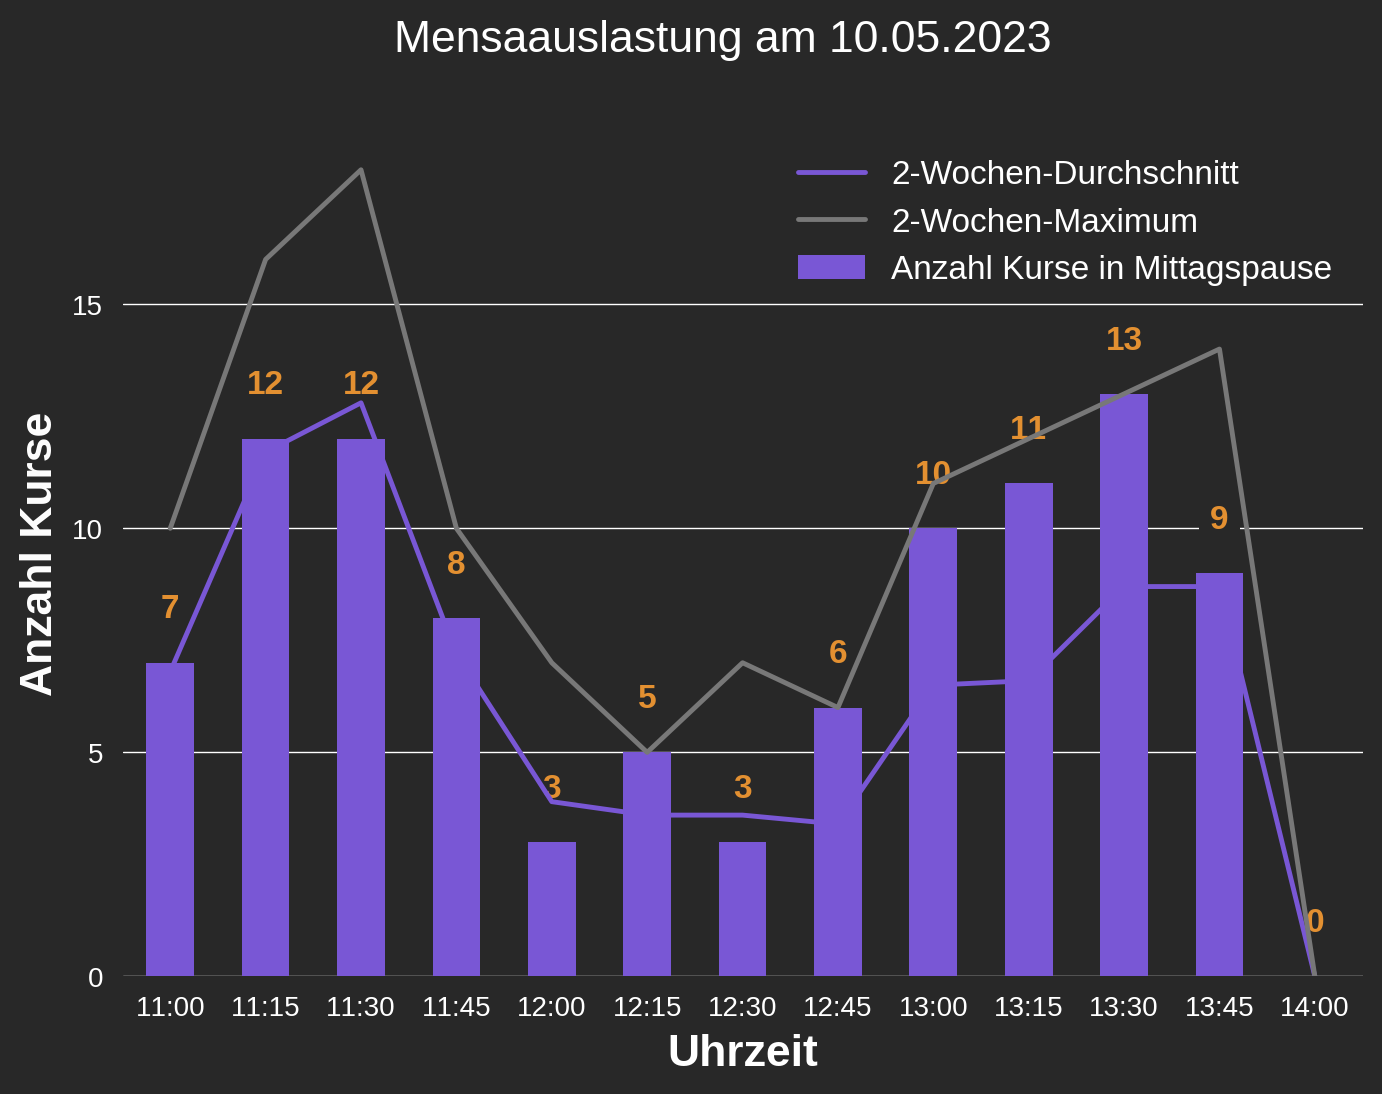 Mensaauslastung am 10.05.2023
2-Wochen-Durchschnitt
2-Wochen-Maximum
Anzahl Kurse in Mittagspause
Anzahl Kurse
15
10
5
0
7
12
12
8
3
5
3
6
10
11
13
9
0
11:00 11:15 11:30 11:45 12:00 12:15 12:30 12:45 13:00 13:15 13:30 13:45 14:00
Uhrzeit